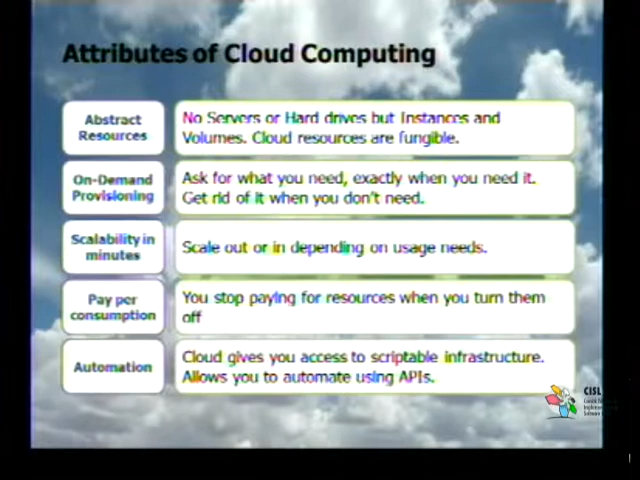 Attributes of Cloud Computing
Abstract
Resources
No Servers or Hard drives but Instances and
Volumes. Cloud resources are fungible.
On-Demand
Provisioning
Ask for what you need, exactly when you need it.
Get rid of it when you don't need.
Scalability in
minutes
Scale out or in depending on usage needs.
Pay per
consumption
You stop paying for resources when you turn them
off
Automation
Cloud gives you access to scriptable infrastructure.
Allows you to automate using APIs.
CISL